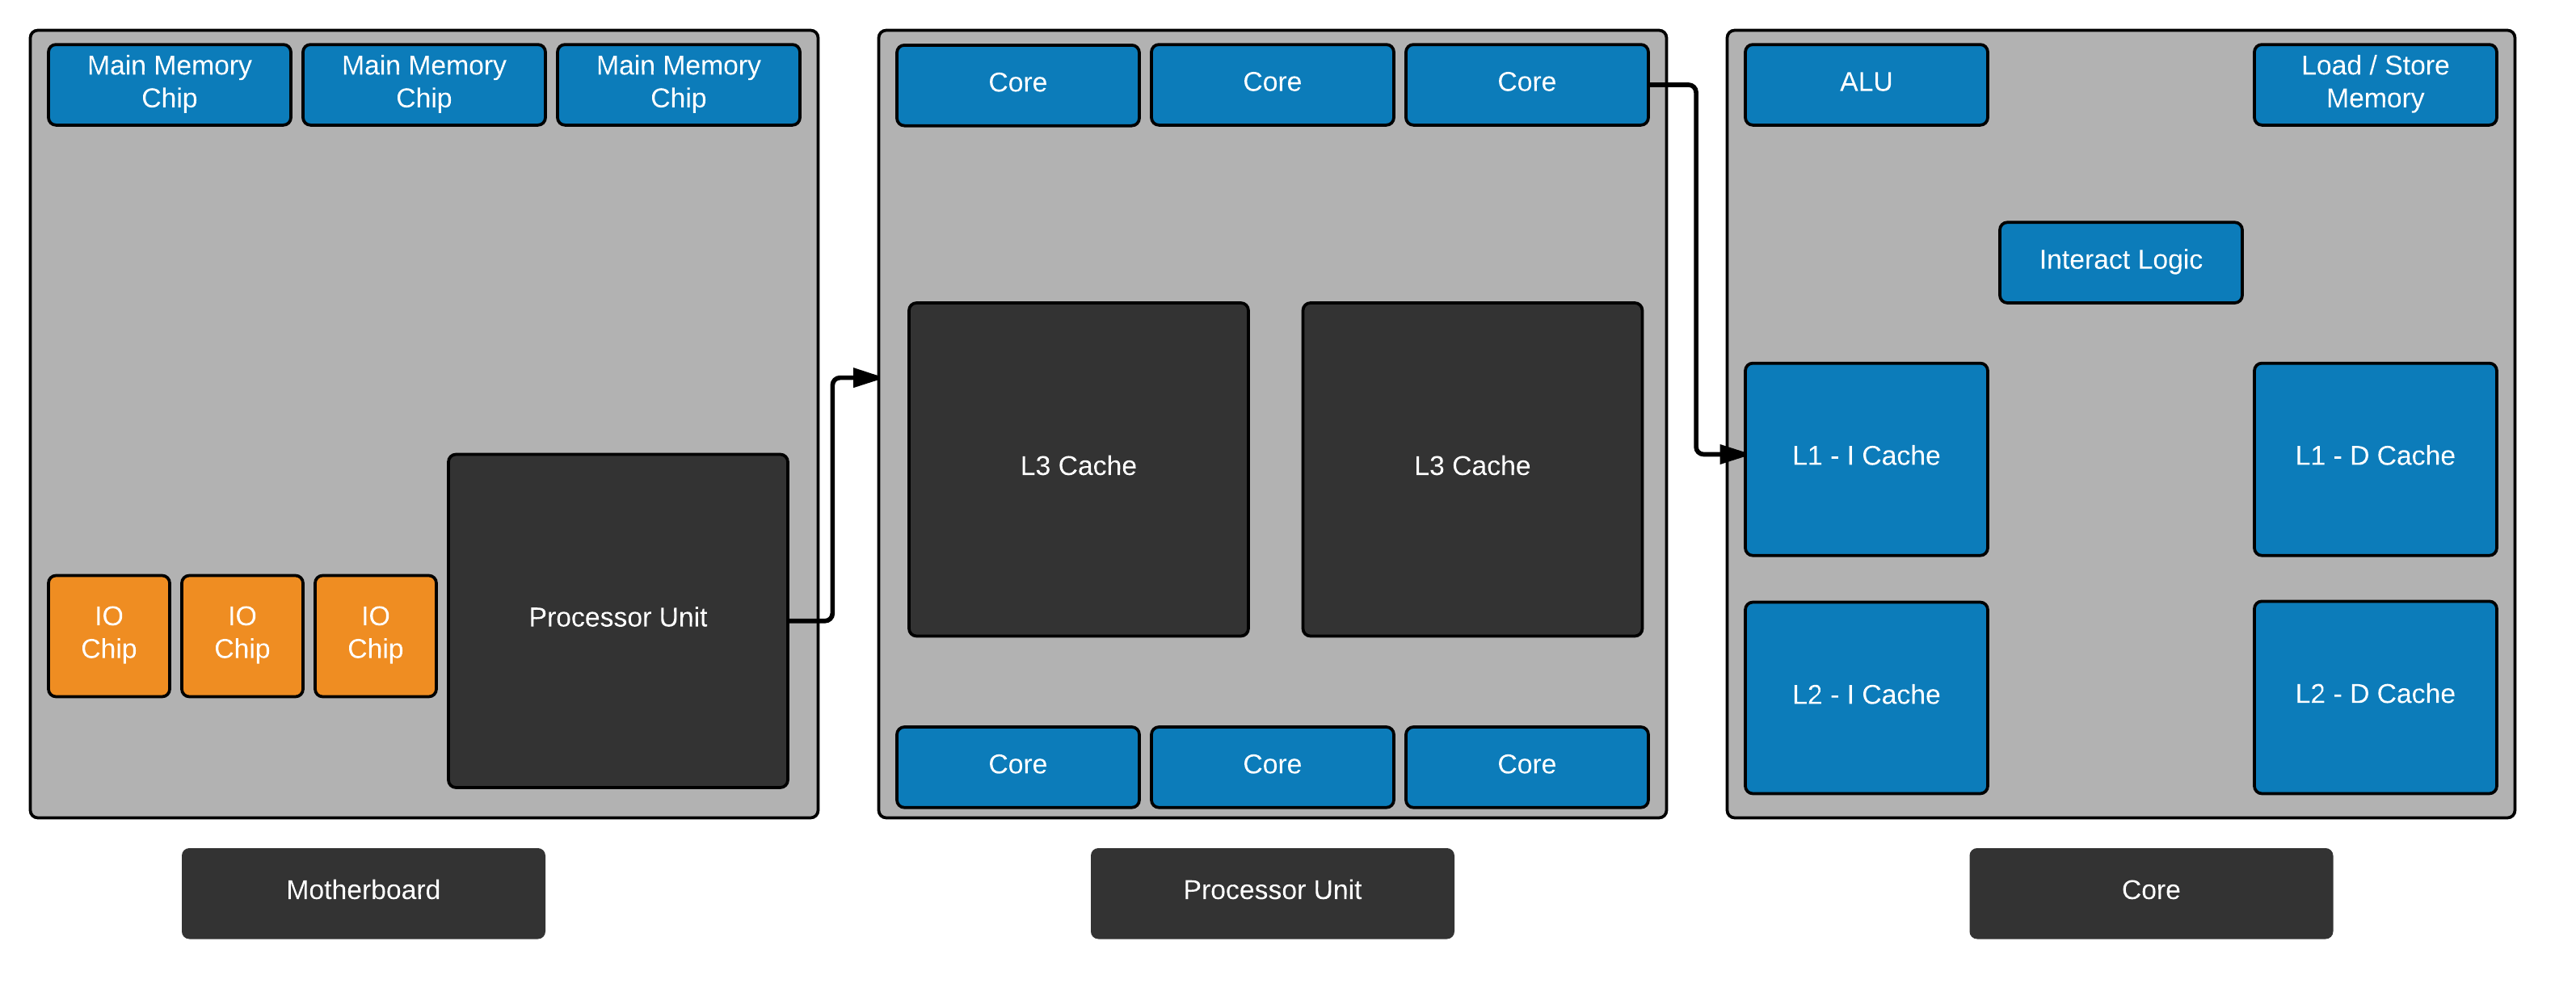 Main Memory
Chip
Main Memory
Chip
Main Memory
Chip
IO
Chip
IO
Chip
IO
Chip
Processor Unit
Motherboard
Core
Core
Core
L3 Cache
L3 Cache
Core
Core
Core
Processor Unit
ALU
Load / Store
Memory
Interact Logic
L1 - I Cache
L1 - D Cache
L2 - I Cache
L2 - D Cache
Core